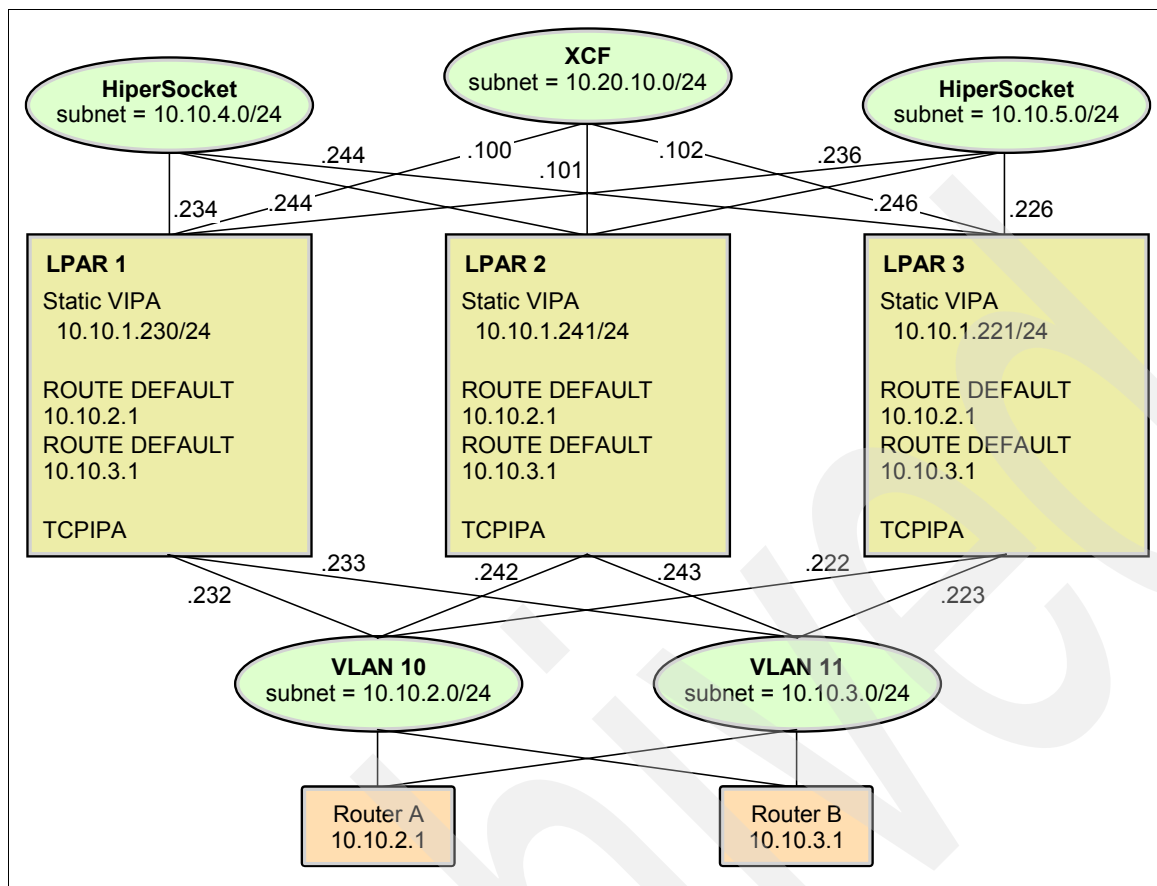 XCF
subnet = 10.20.10.0/24
HiperSocket
subnet = 10.10.4.0/24
HiperSocket
subnet = 10.10.5.0/24
.244
.100
.101
.102
.236
.234
.244
.246
.226
LPAR 1
Static VIPA
10.10.1.230/24
ROUTE DEFAULT
10.10.2.1
ROUTE DEFAULT
10.10.3.1
TCPIPA
LPAR 2
Static VIPA
10.10.1.241/24
ROUTE DEFAULT
10.10.2.1
ROUTE DEFAULT
10.10.3.1
TCPIPA
LPAR 3
Static VIPA
10.10.1.221/24
ROUTE DEFAULT
10.10.2.1
ROUTE DEFAULT
10.10.3.1
TCPIPA
.232
.233
.242
.243
.222
.223
VLAN 10
subnet = 10.10.2.0/24
VLAN 11
subnet = 10.10.3.0/24
Router A
10.10.2.1
Router B
10.10.3.1